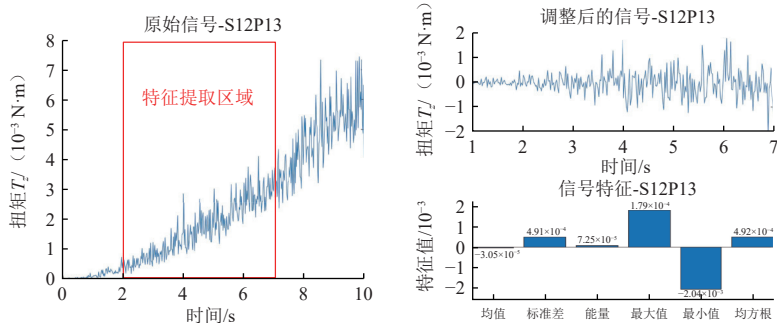 原始信号-S12P13
扭矩Tz/（10⁻³ N·m）
8
7
6
5
4
3
2
1
0
特征提取区域
0 2 4 6 8 10
时间/s
调整后的信号-S12P13
扭矩Tz/（10⁻³ N·m）
2
1
0
−1
−2
1 2 3 4 5 6 7
时间/s
信号特征-S12P13
特征值/10⁻³
2
1
0
−1
−2
−3.05×10⁻⁵
4.91×10⁻⁴
7.25×10⁻⁵
1.79×10⁻⁴
−2.04×10⁻³
4.92×10⁻⁴
均值 标准差 能量 最大值 最小值 均方根